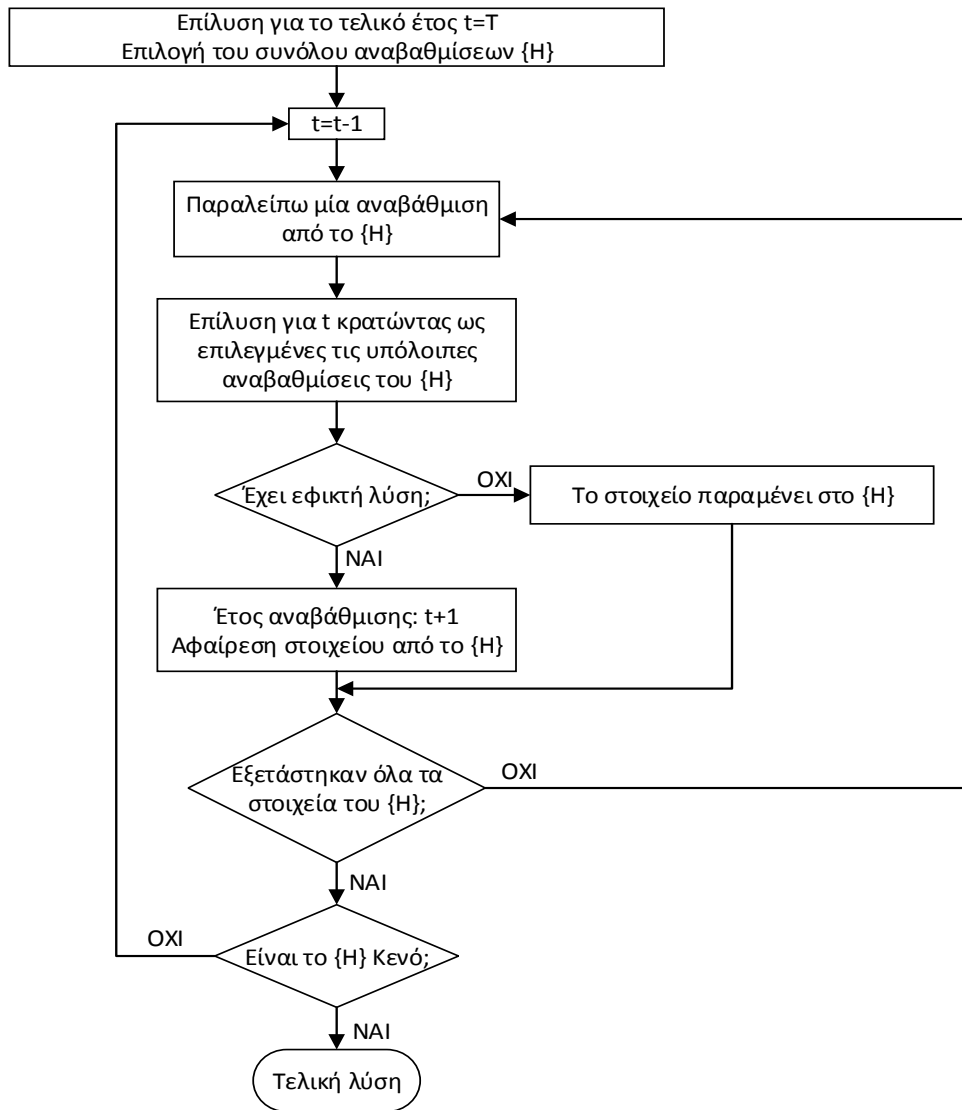 Επίλυση για το τελικό έτος t=T
Επιλογή του συνόλου αναβαθμίσεων {Η}
t=t-1
Παραλείπω μία αναβάθμιση
από το {Η}
Επίλυση για t κρατώντας ως
επιλεγμένες τις υπόλοιπες
αναβαθμίσεις του {Η}
Έχει εφικτή λύση;
ΟΧΙ
Το στοιχείο παραμένει στο {Η}
ΝΑΙ
Έτος αναβάθμισης: t+1
Αφαίρεση στοιχείου από το {Η}
Εξετάστηκαν όλα τα
στοιχεία του {Η};
ΟΧΙ
ΝΑΙ
Είναι το {Η} Κενό;
ΟΧΙ
ΝΑΙ
Τελική λύση